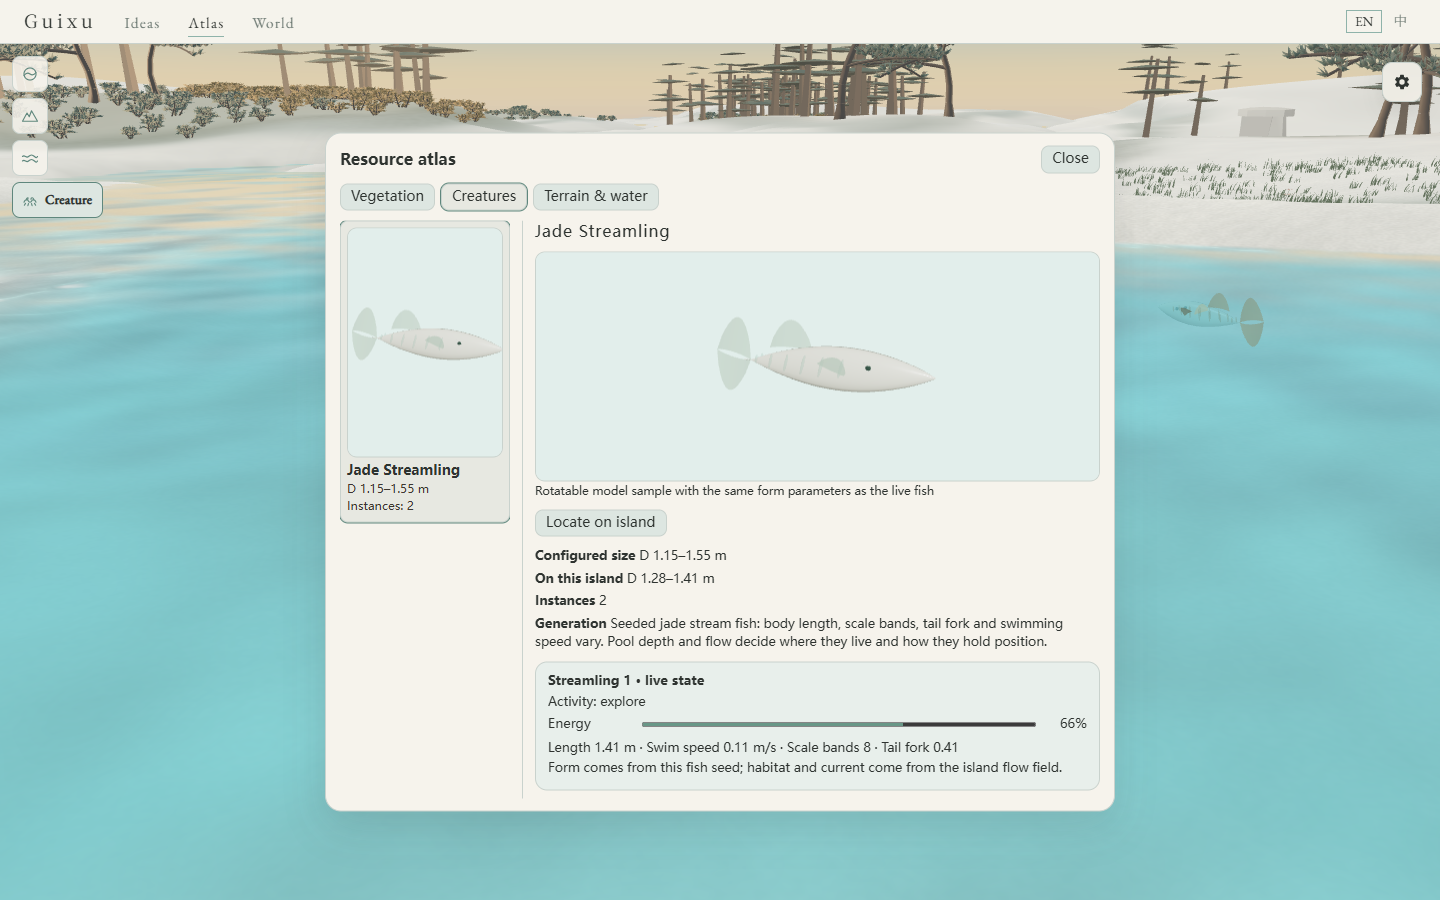 Guixu
Ideas
Atlas
World
EN
中
Creature
Resource atlas
Close
Vegetation
Creatures
Terrain & water
Jade Streamling
D 1.15–1.55 m
Instances: 2
Jade Streamling
Rotatable model sample with the same form parameters as the live fish
Locate on island
Configured size D 1.15–1.55 m
On this island D 1.28–1.41 m
Instances 2
Generation Seeded jade stream fish: body length, scale bands, tail fork and swimming
speed vary. Pool depth and flow decide where they live and how they hold position.
Streamling 1 • live state
Activity: explore
Energy 66%
Length 1.41 m · Swim speed 0.11 m/s · Scale bands 8 · Tail fork 0.41
Form comes from this fish seed; habitat and current come from the island flow field.